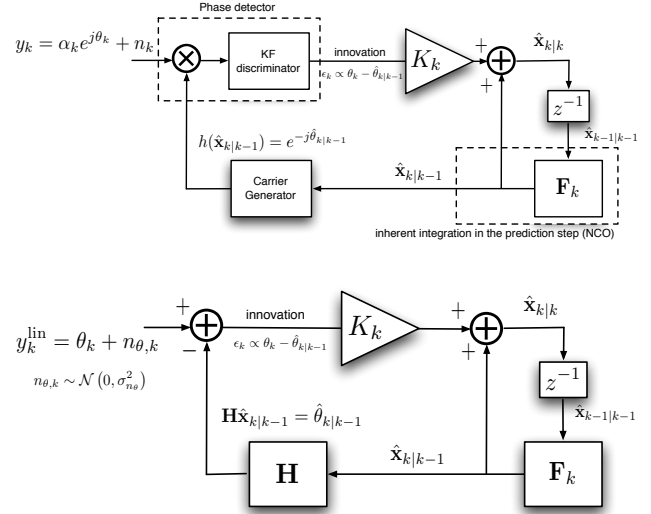 Phase detector
y_k = α_k e^{jθ_k} + n_k
KF
discriminator
innovation
ϵ_k ∝ θ_k − θ̂_{k|k−1}
K_k
+
+
x̂_{k|k}
z^{−1}
x̂_{k−1|k−1}
h(x̂_{k|k−1}) = e^{−jθ̂_{k|k−1}}
Carrier
Generator
x̂_{k|k−1}
F_k
inherent integration in the prediction step (NCO)
y_k^{lin} = θ_k + n_{θ,k}
n_{θ,k} ∼ N(0, σ²_{n_θ})
+
−
innovation
ϵ_k ∝ θ_k − θ̂_{k|k−1}
K_k
+
+
x̂_{k|k}
z^{−1}
x̂_{k−1|k−1}
Hx̂_{k|k−1} = θ̂_{k|k−1}
H
x̂_{k|k−1}
F_k